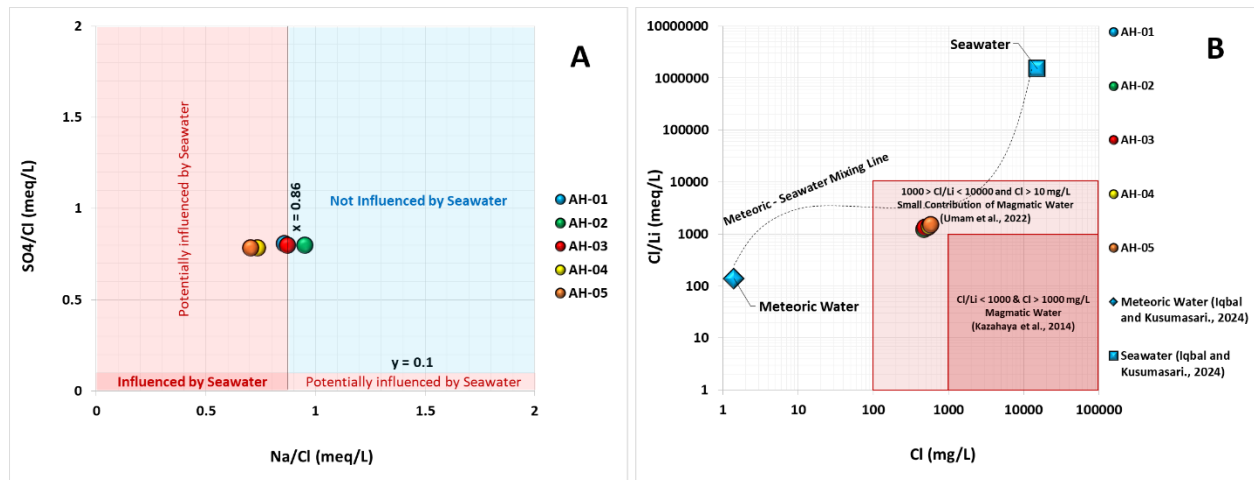 A
SO4/Cl (meq/L)
2
1.5
1
0.5
0
Potentially influenced by Seawater
x = 0.86
Not Influenced by Seawater
y = 0.1
Influenced by Seawater
Potentially influenced by Seawater
0
0.5
1
1.5
2
Na/Cl (meq/L)
AH-01
AH-02
AH-03
AH-04
AH-05
B
Cl/Li (meq/L)
10000000
1000000
100000
10000
1000
100
10
1
Seawater
Meteoric - Seawater Mixing Line
1000 > Cl/Li < 10000 and Cl > 10 mg/L
Small Contribution of Magmatic Water
(Umam et al., 2022)
Meteoric Water
Cl/Li < 1000 & Cl > 1000 mg/L
Magmatic Water
(Kazahaya et al., 2014)
1
10
100
1000
10000
100000
Cl (mg/L)
AH-01
AH-02
AH-03
AH-04
AH-05
Meteoric Water (Iqbal
and Kusumasari., 2024)
Seawater (Iqbal and
Kusumasari., 2024)